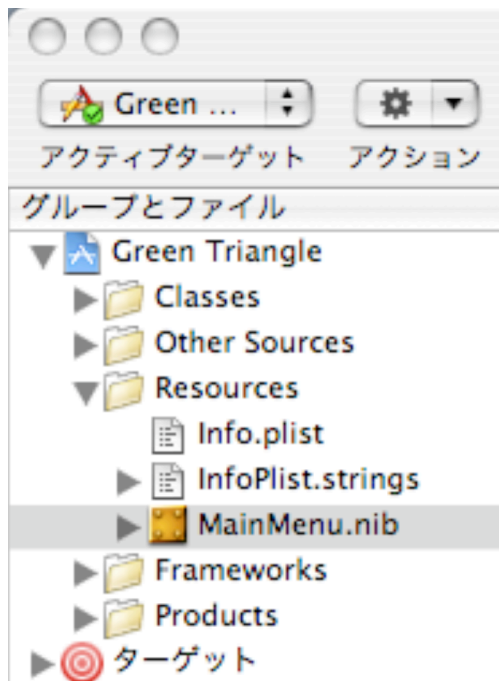 Green ...
アクティブターゲット アクション
グループとファイル
Green Triangle
Classes
Other Sources
Resources
Info.plist
InfoPlist.strings
MainMenu.nib
Frameworks
Products
ターゲット